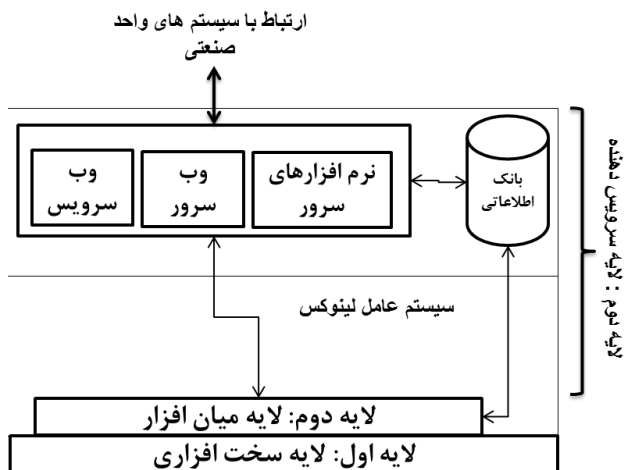 ارتباط با سیستم های واحد
صنعتی
وب
سرویس
وب
سرور
نرم افزارهای
سرور
بانک
اطلاعاتی
لایه دوم : لایه سرویس دهنده
سیستم عامل لینوکس
لایه دوم: لایه میان افزار
لایه اول: لایه سخت افزاری